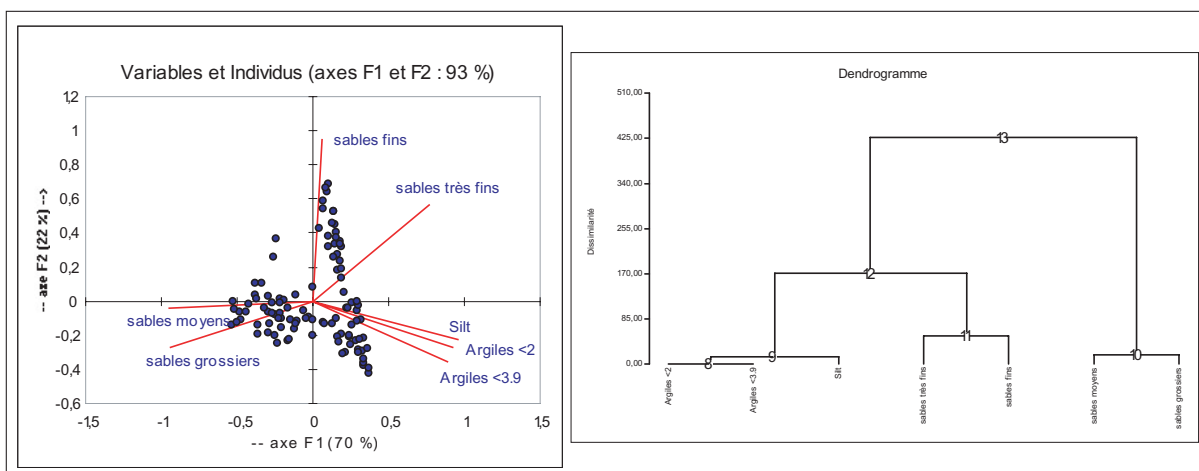 Variables et Individus (axes F1 et F2 : 93 %)
1,2
1
0,8
0,6
0,4
0,2
0
-0,2
-0,4
-0,6
-1,5
-1
-0,5
0
0,5
1
1,5
-- axe F2 (22 %) -->
-- axe F1 (70 %) -->
sables fins
sables très fins
sables moyens
sables grossiers
Silt
Argiles <2
Argiles <3.9
Dendrogramme
510,00
425,00
340,00
255,00
170,00
85,00
0,00
Dissimilarité
13
12
11
10
9
8
Argiles <2
Argiles <3.9
Silt
sables très fins
sables fins
sables moyens
sables grossiers